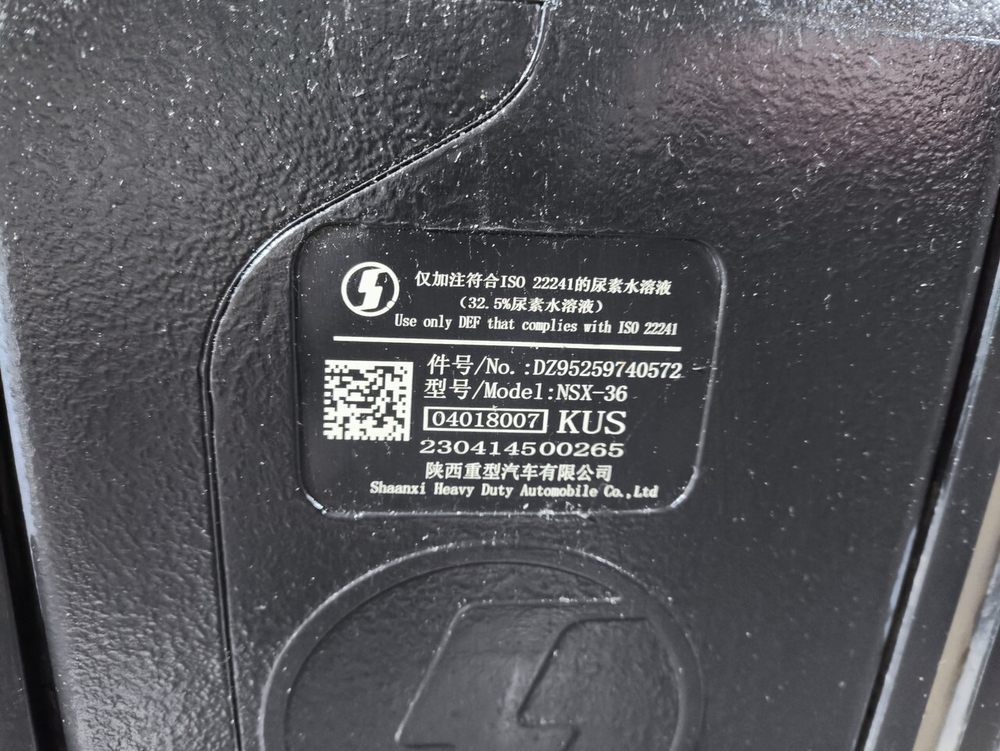 仅加注符合ISO 22241的尿素水溶液
（32.5%尿素水溶液）
Use only DEF that complies with ISO 22241
件号/No.:DZ95259740572
型号/Model:NSX-36
04018007 KUS
230414500265
陕西重型汽车有限公司
Shaanxi Heavy Duty Automobile Co.,Ltd